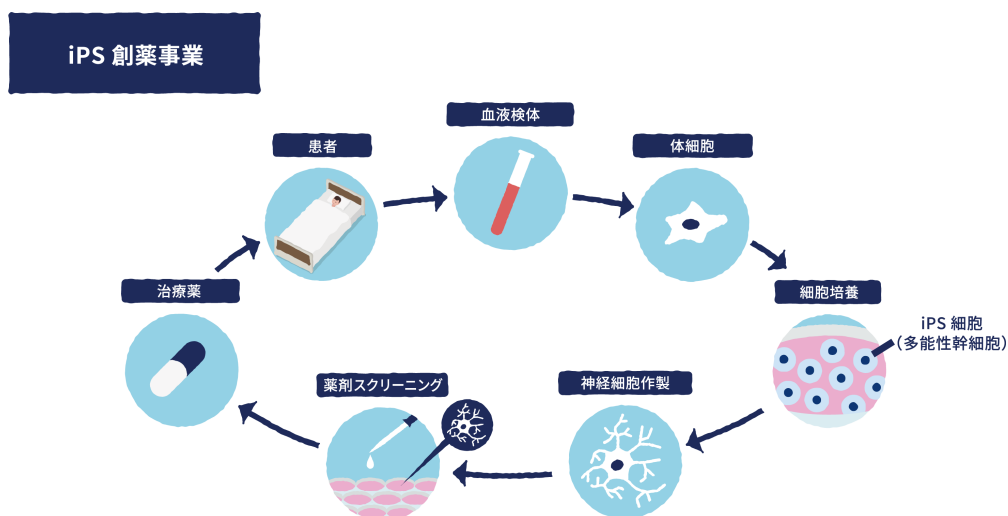 iPS 創薬事業
患者
血液検体
体細胞
細胞培養
iPS 細胞
（多能性幹細胞）
神経細胞作製
薬剤スクリーニング
治療薬